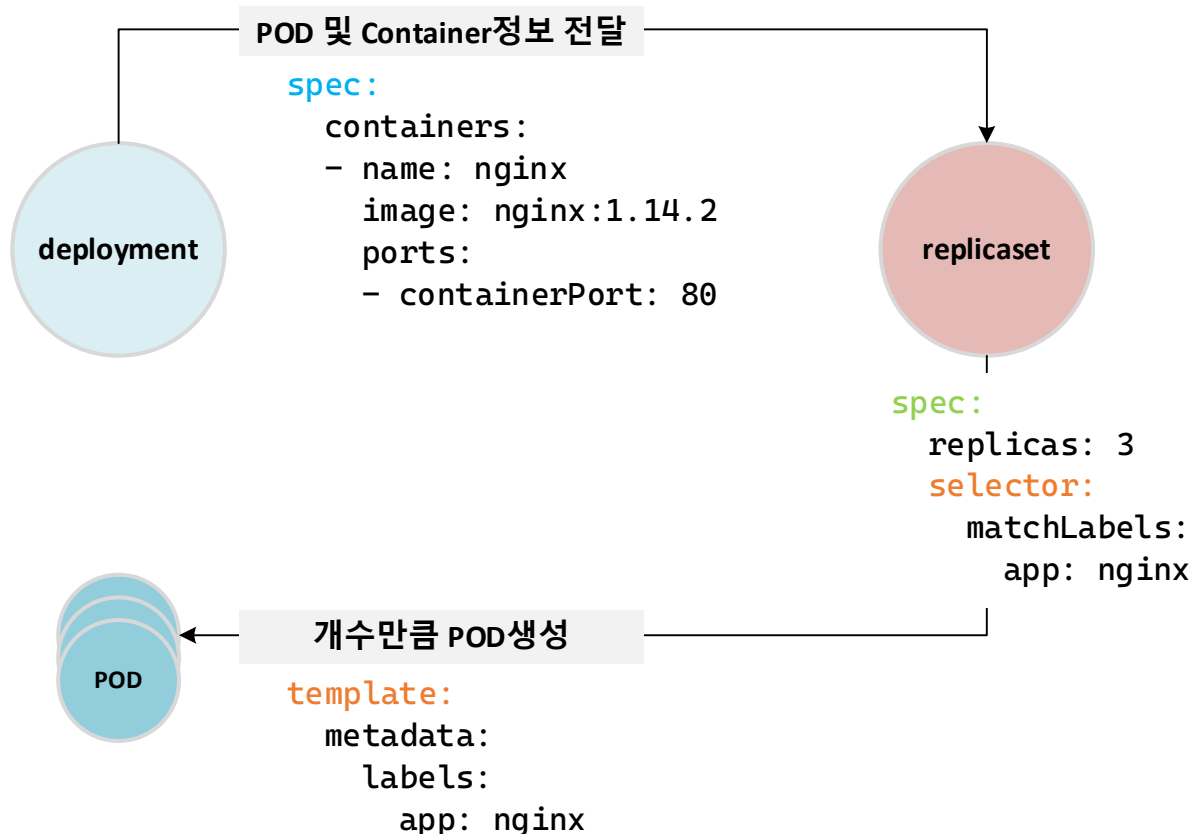 POD 및 Container정보 전달
spec:
  containers:
  - name: nginx
    image: nginx:1.14.2
    ports:
    - containerPort: 80
deployment
replicaset
spec:
  replicas: 3
  selector:
    matchLabels:
      app: nginx
개수만큼 POD생성
POD
template:
  metadata:
    labels:
      app: nginx